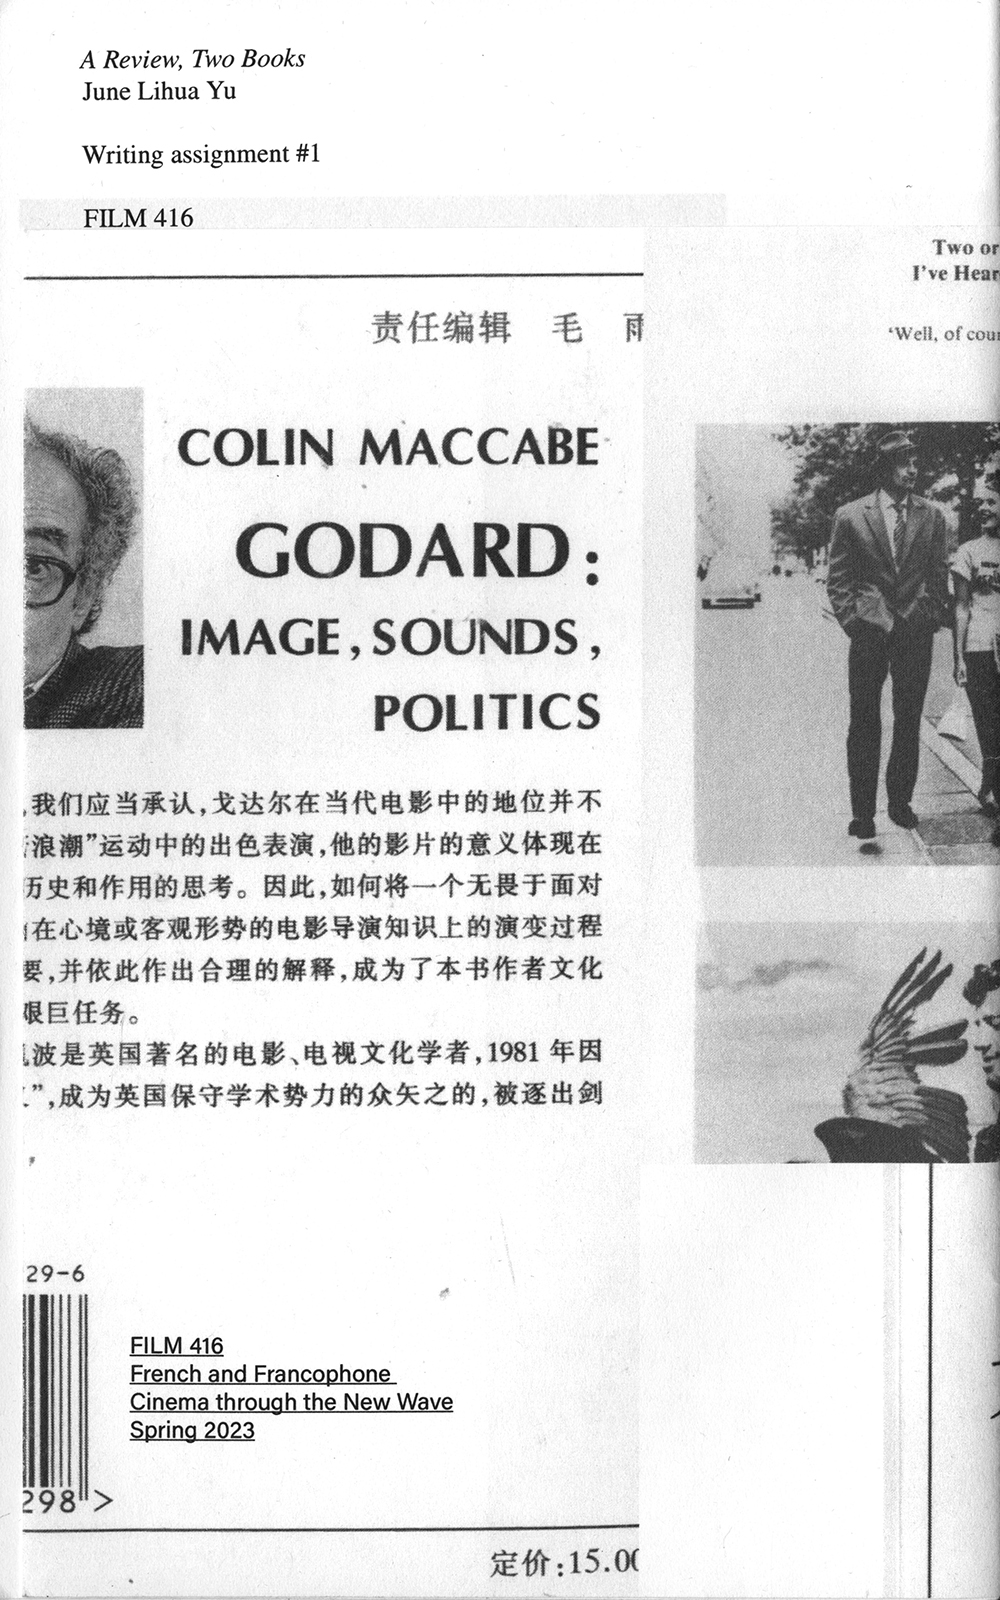 A Review, Two Books
June Lihua Yu
Writing assignment #1
FILM 416
Two or
I've Hear
'Well, of cour
责任编辑 毛
COLIN MACCABE
GODARD:
IMAGE, SOUNDS,
POLITICS
,我们应当承认,戈达尔在当代电影中的地位并不
浪潮”运动中的出色表演,他的影片的意义体现在
历史和作用的思考。因此,如何将一个无畏于面对
在心境或客观形势的电影导演知识上的演变过程
要,并依此作出合理的解释,成为了本书作者文化
艰巨任务。
波是英国著名的电影、电视文化学者,1981 年因
”,成为英国保守学术势力的众矢之的,被逐出剑
29-6
298 >
FILM 416
French and Francophone
Cinema through the New Wave
Spring 2023
定价:15.00